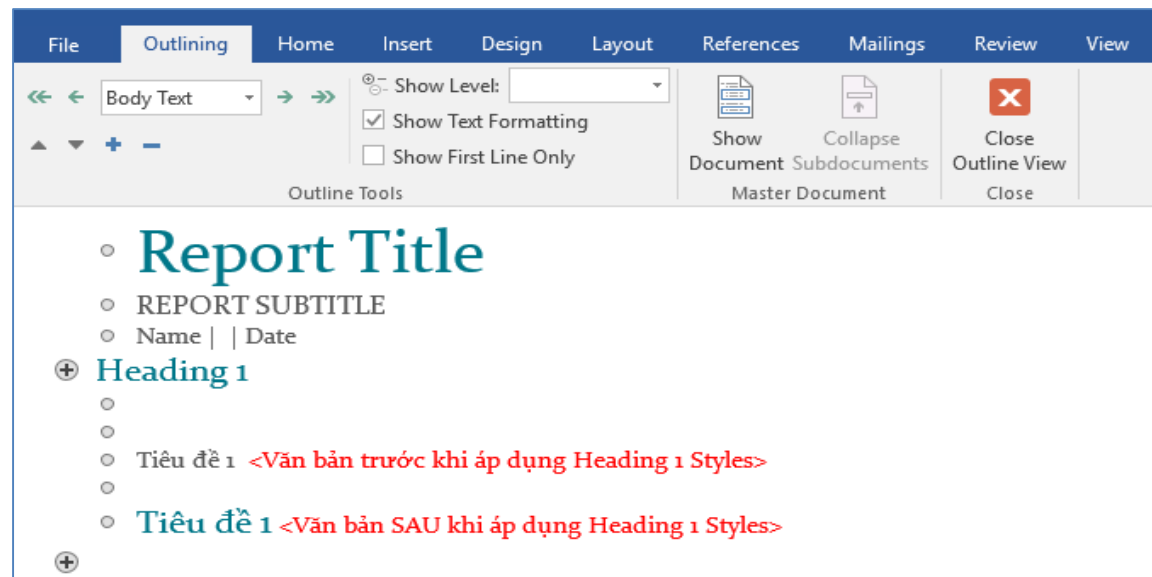 File Outlining Home Insert Design Layout References Mailings Review View
Body Text
Show Level:
Show Text Formatting
Show First Line Only
Outline Tools
Show Document
Collapse Subdocuments
Master Document
Close Outline View
Close
Report Title
REPORT SUBTITLE
Name | | Date
Heading 1
Tiêu đề 1 <Văn bản trước khi áp dụng Heading 1 Styles>
Tiêu đề 1 <Văn bản SAU khi áp dụng Heading 1 Styles>